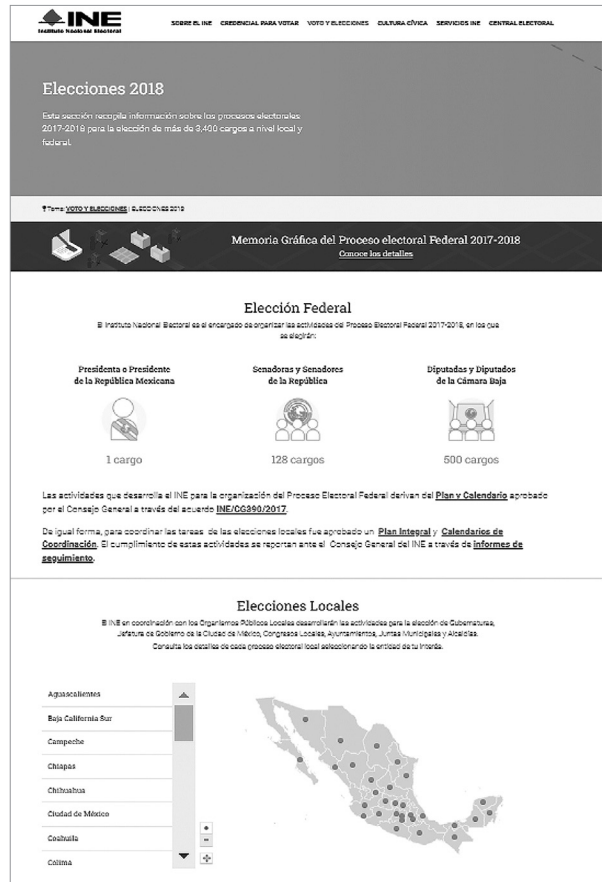 INE
Instituto Nacional Electoral
SOBRE EL INE CREDENCIAL PARA VOTAR VOTO Y ELECCIONES CULTURA CÍVICA SERVICIOS INE CENTRAL ELECTORAL
Elecciones 2018
Esta sección recopila información sobre los procesos electorales
2017-2018 para la elección de más de 3,400 cargos a nivel local y
federal.
Tema: VOTO Y ELECCIONES | ELECCIONES 2018
Memoria Gráfica del Proceso electoral Federal 2017-2018
Conoce los detalles
Elección Federal
El Instituto Nacional Electoral es el encargado de organizar las actividades del Proceso Electoral Federal 2017-2018, en los que
se elegirán:
Presidenta o Presidente
de la República Mexicana
1 cargo
Senadoras y Senadores
de la República
128 cargos
Diputadas y Diputados
de la Cámara Baja
500 cargos
Las actividades que desarrolla el INE para la organización del Proceso Electoral Federal derivan del Plan y Calendario aprobado
por el Consejo General a través del acuerdo INE/CG390/2017.
De igual forma, para coordinar las tareas de las elecciones locales fue aprobado un Plan Integral y Calendarios de
Coordinación. El cumplimiento de estas actividades se reportan ante el Consejo General del INE a través de informes de
seguimiento.
Elecciones Locales
El INE en coordinación con los Organismos Públicos Locales desarrollarán las actividades para la elección de Gubernaturas,
Jefatura de Gobierno de la Ciudad de México, Congresos Locales, Ayuntamientos, Juntas Municipales y Alcaldías.
Consulta los detalles de cada proceso electoral local seleccionando la entidad de tu interés.
Aguascalientes
Baja California Sur
Campeche
Chiapas
Chihuahua
Ciudad de México
Coahuila
Colima